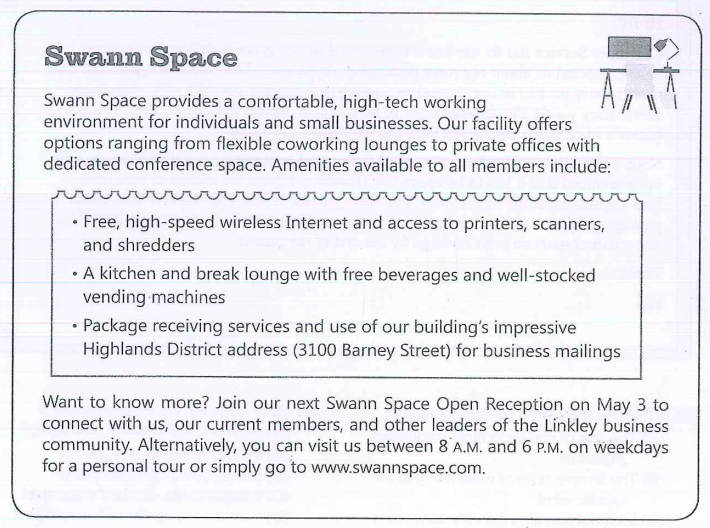 Swann Space
Swann Space provides a comfortable, high-tech working
environment for individuals and small businesses. Our facility offers
options ranging from flexible coworking lounges to private offices with
dedicated conference space. Amenities available to all members include:
• Free, high-speed wireless Internet and access to printers, scanners,
and shredders
• A kitchen and break lounge with free beverages and well-stocked
vending machines
• Package receiving services and use of our building's impressive
Highlands District address (3100 Barney Street) for business mailings
Want to know more? Join our next Swann Space Open Reception on May 3 to
connect with us, our current members, and other leaders of the Linkley business
community. Alternatively, you can visit us between 8 A.M. and 6 P.M. on weekdays
for a personal tour or simply go to www.swannspace.com.